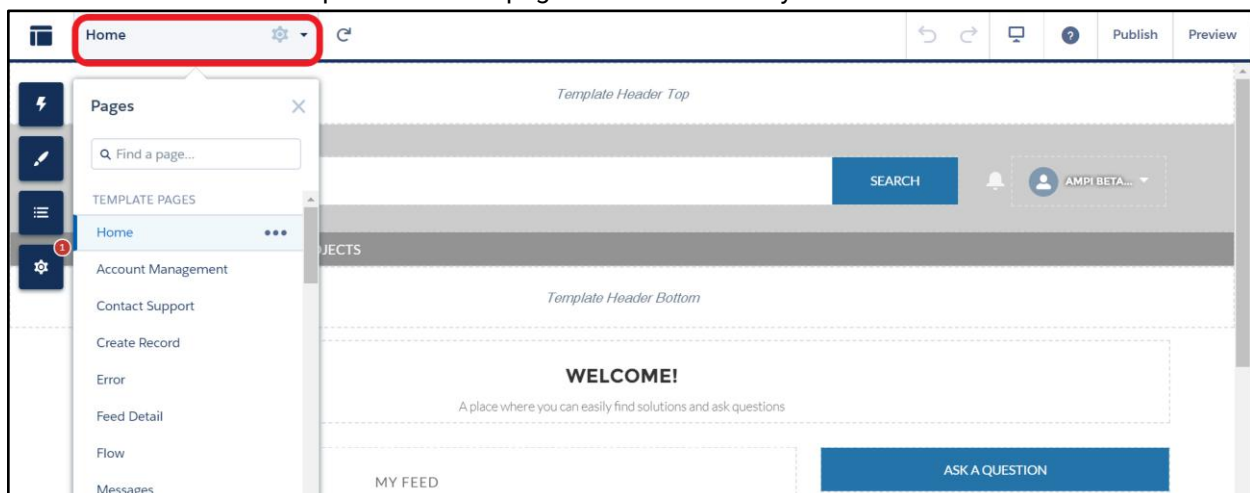 Home
Publish
Preview
Pages
Template Header Top
Find a page...
SEARCH
AMPI BETA...
TEMPLATE PAGES
Home
JECTS
1
Account Management
Contact Support
Template Header Bottom
Create Record
Error
WELCOME!
Feed Detail
A place where you can easily find solutions and ask questions
Flow
ASK A QUESTION
MY FEED
Messages